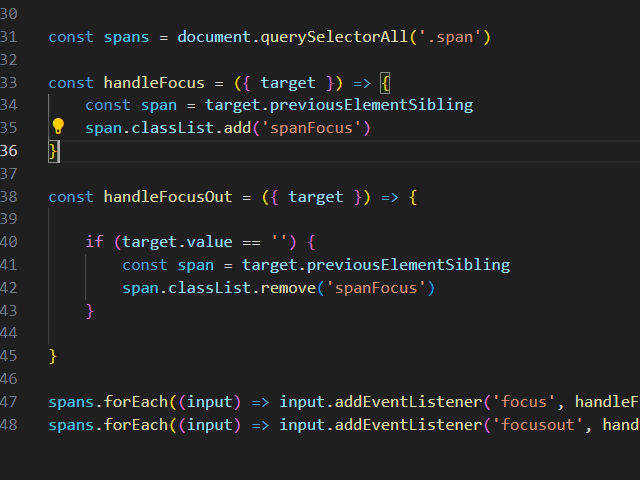 30
31 const spans = document.querySelectorAll('.span')
32
33 const handleFocus = ({ target }) => {
34 const span = target.previousElementSibling
35 span.classList.add('spanFocus')
36 }
37
38 const handleFocusOut = ({ target }) => {
39
40 if (target.value == '') {
41 const span = target.previousElementSibling
42 span.classList.remove('spanFocus')
43 }
44
45 }
46
47 spans.forEach((input) => input.addEventListener('focus', handleF
48 spans.forEach((input) => input.addEventListener('focusout', hand